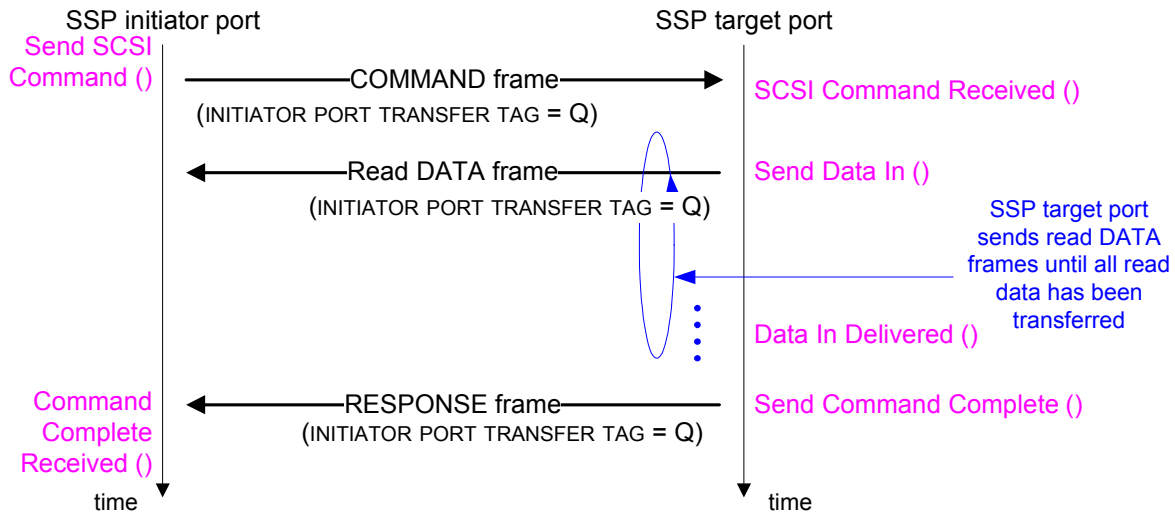 SSP initiator port
SSP target port
Send SCSI
Command ()
COMMAND frame
(INITIATOR PORT TRANSFER TAG = Q)
SCSI Command Received ()
Read DATA frame
(INITIATOR PORT TRANSFER TAG = Q)
Send Data In ()
SSP target port
sends read DATA
frames until all read
data has been
transferred
Data In Delivered ()
Command
Complete
Received ()
RESPONSE frame
(INITIATOR PORT TRANSFER TAG = Q)
Send Command Complete ()
time
time